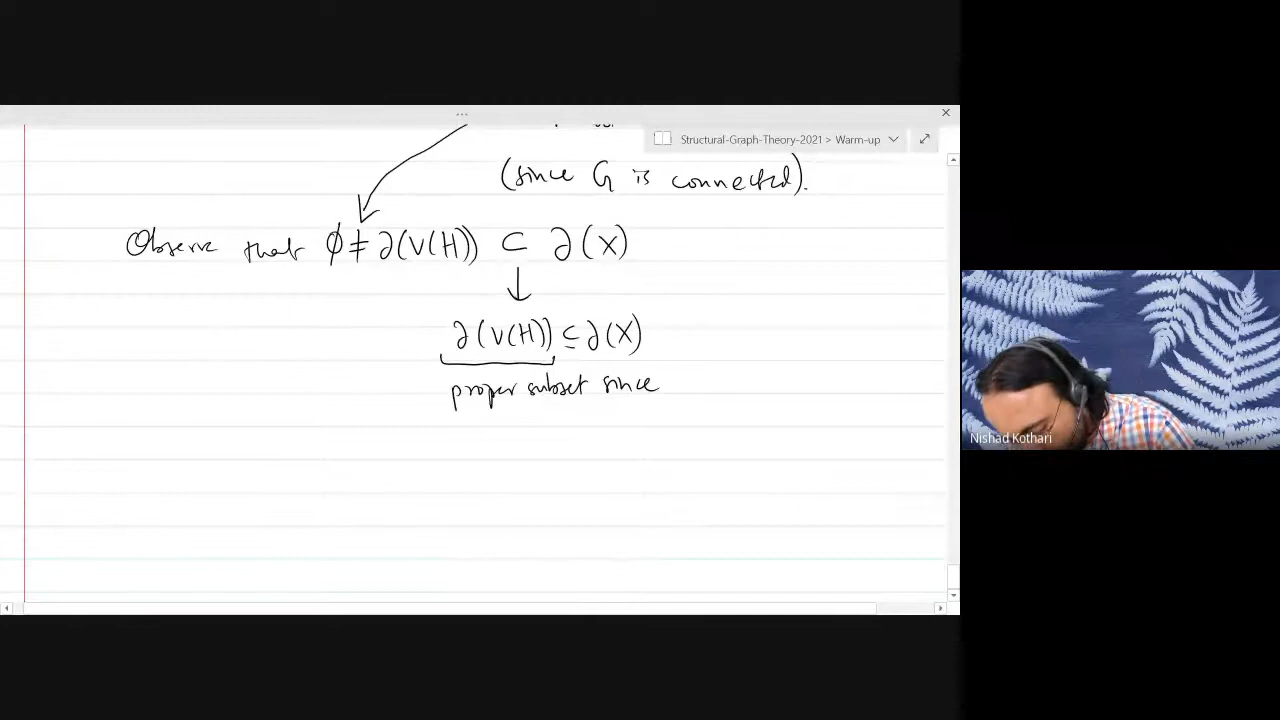 Structural-Graph-Theory-2021 > Warm-up
(since G is connected).
Observe that ϕ ≠ ∂(V(H)) ⊂ ∂(X)
∂(V(H)) ⊆ ∂(X)
proper subset since
Nishad Kothari